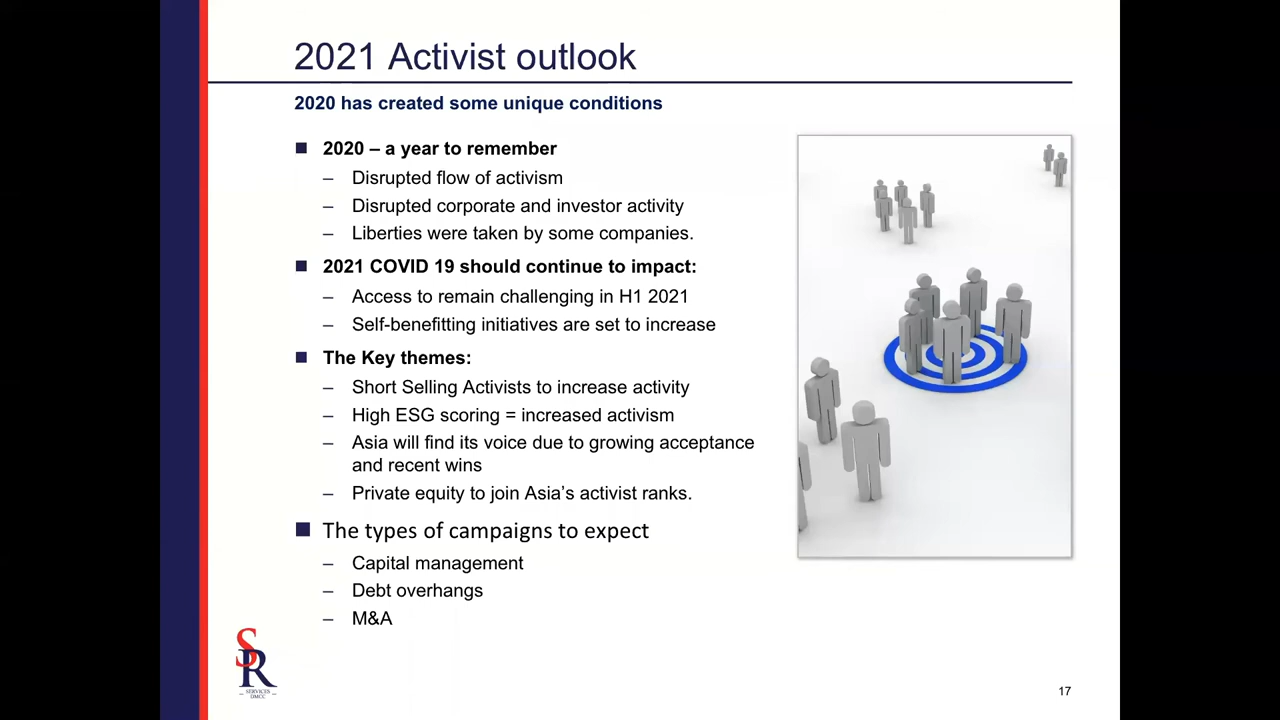 2021 Activist outlook
2020 has created some unique conditions
2020 – a year to remember
– Disrupted flow of activism
– Disrupted corporate and investor activity
– Liberties were taken by some companies.
2021 COVID 19 should continue to impact:
– Access to remain challenging in H1 2021
– Self-benefitting initiatives are set to increase
The Key themes:
– Short Selling Activists to increase activity
– High ESG scoring = increased activism
– Asia will find its voice due to growing acceptance
and recent wins
– Private equity to join Asia's activist ranks.
The types of campaigns to expect
– Capital management
– Debt overhangs
– M&A
SR
SERVICES
DMCC
17